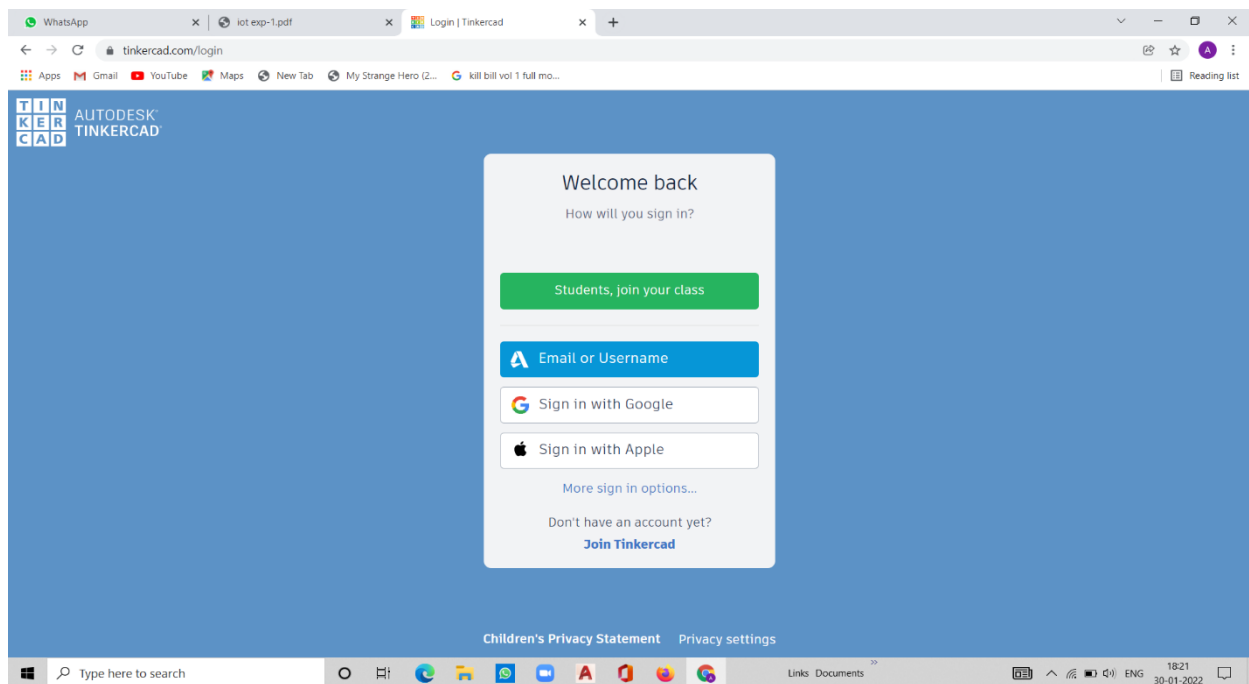 WhatsApp
iot exp-1.pdf
Login | Tinkercad
tinkercad.com/login
A
Apps
Gmail
YouTube
Maps
New Tab
My Strange Hero (2...
kill bill vol 1 full mo...
Reading list
TIN
KER
CAD
AUTODESK®
TINKERCAD®
Welcome back
How will you sign in?
Students, join your class
Email or Username
Sign in with Google
Sign in with Apple
More sign in options...
Don't have an account yet?
Join Tinkercad
Children's Privacy Statement
Privacy settings
Type here to search
Links
Documents
»
ENG
18:21
30-01-2022